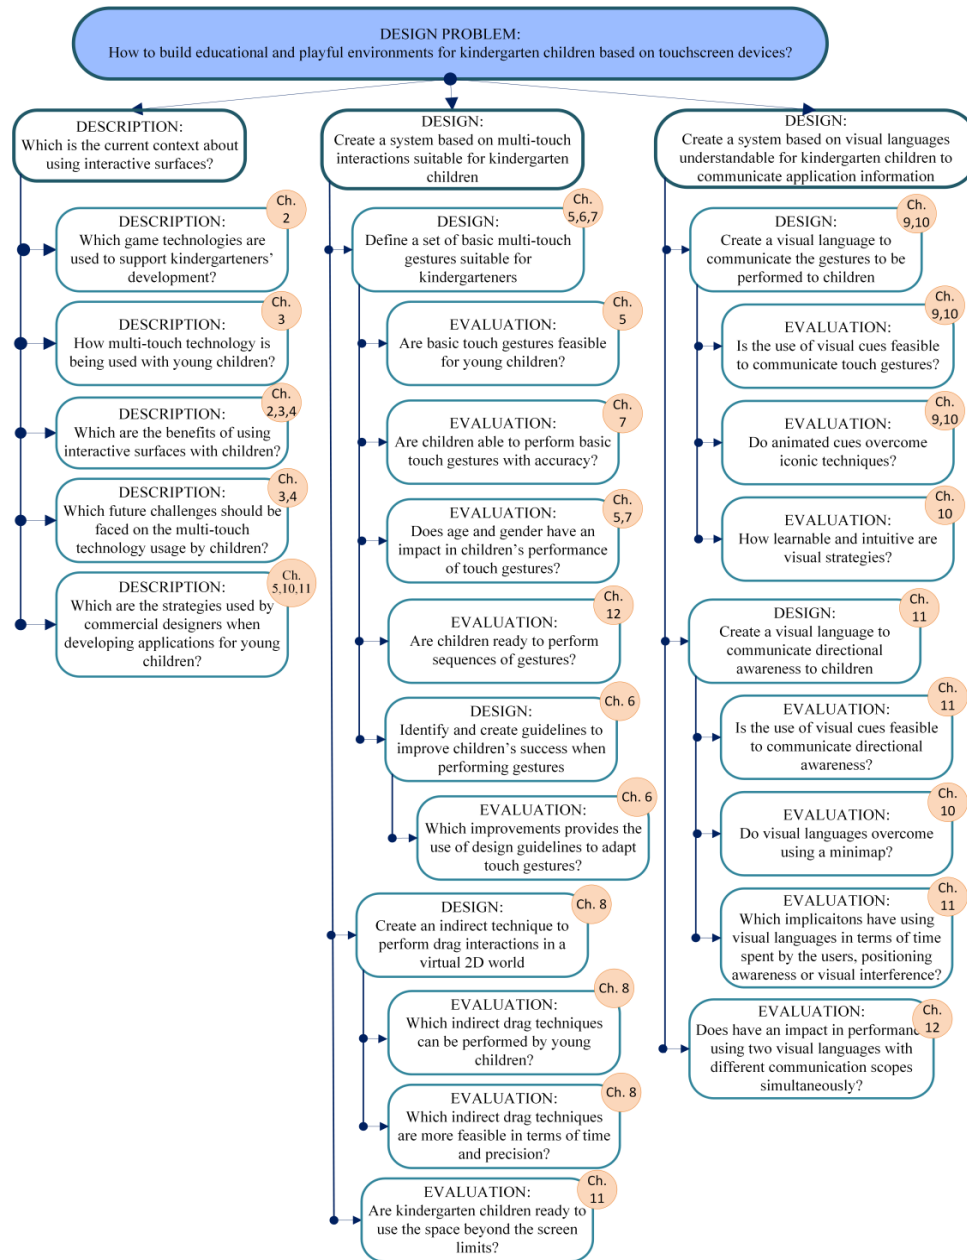 DESIGN PROBLEM:
How to build educational and playful environments for kindergarten children based on touchscreen devices?
DESCRIPTION:
Which is the current context about
using interactive surfaces?
Ch.
2
DESCRIPTION:
Which game technologies are
used to support kindergarteners’
development?
Ch.
3
DESCRIPTION:
How multi-touch technology is
being used with young children?
Ch.
2,3,4
DESCRIPTION:
Which are the benefits of using
interactive surfaces with children?
Ch.
3,4
DESCRIPTION:
Which future challenges should be
faced on the multi-touch
technology usage by children?
Ch.
5,10,11
DESCRIPTION:
Which are the strategies used by
commercial designers when
developing applications for young
children?
DESIGN:
Create a system based on multi-touch
interactions suitable for kindergarten
children
Ch.
5,6,7
DESIGN:
Define a set of basic multi-touch
gestures suitable for
kindergarteners
Ch.
5
EVALUATION:
Are basic touch gestures feasible
for young children?
Ch.
7
EVALUATION:
Are children able to perform basic
touch gestures with accuracy?
Ch.
5,7
EVALUATION:
Does age and gender have an
impact in children’s performance
of touch gestures?
Ch.
12
EVALUATION:
Are children ready to perform
sequences of gestures?
Ch. 6
DESIGN:
Identify and create guidelines to
improve children’s success when
performing gestures
Ch. 6
EVALUATION:
Which improvements provides the
use of design guidelines to adapt
touch gestures?
Ch. 8
DESIGN:
Create an indirect technique to
perform drag interactions in a
virtual 2D world
Ch. 8
EVALUATION:
Which indirect drag techniques
can be performed by young
children?
Ch. 8
EVALUATION:
Which indirect drag techniques
are more feasible in terms of time
and precision?
Ch.
11
EVALUATION:
Are kindergarten children ready to
use the space beyond the screen
limits?
DESIGN:
Create a system based on visual languages
understandable for kindergarten children to
communicate application information
Ch.
9,10
DESIGN:
Create a visual language to
communicate the gestures to be
performed to children
Ch.
9,10
EVALUATION:
Is the use of visual cues feasible
to communicate touch gestures?
Ch.
9,10
EVALUATION:
Do animated cues overcome
iconic techniques?
Ch.
10
EVALUATION:
How learnable and intuitive are
visual strategies?
Ch.
11
DESIGN:
Create a visual language to
communicate directional
awareness to children
Ch.
11
EVALUATION:
Is the use of visual cues feasible
to communicate directional
awareness?
Ch.
10
EVALUATION:
Do visual languages overcome
using a minimap?
Ch.
11
EVALUATION:
Which implicaitons have using
visual languages in terms of time
spent by the users, positioning
awareness or visual interference?
Ch.
12
EVALUATION:
Does have an impact in performanc
using two visual languages with
different communication scopes
simultaneously?